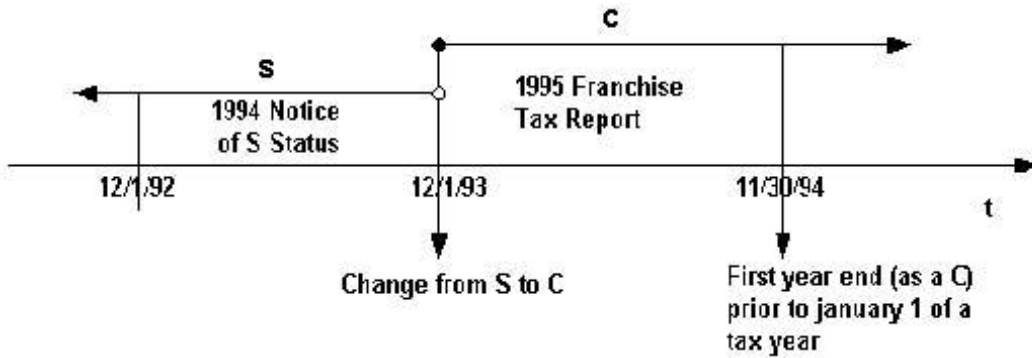 C
S
1995 Franchise
Tax Report
1994 Notice
of S Status
12/1/92
12/1/93
11/30/94
t
Change from S to C
First year end (as a C)
prior to january 1 of a
tax year